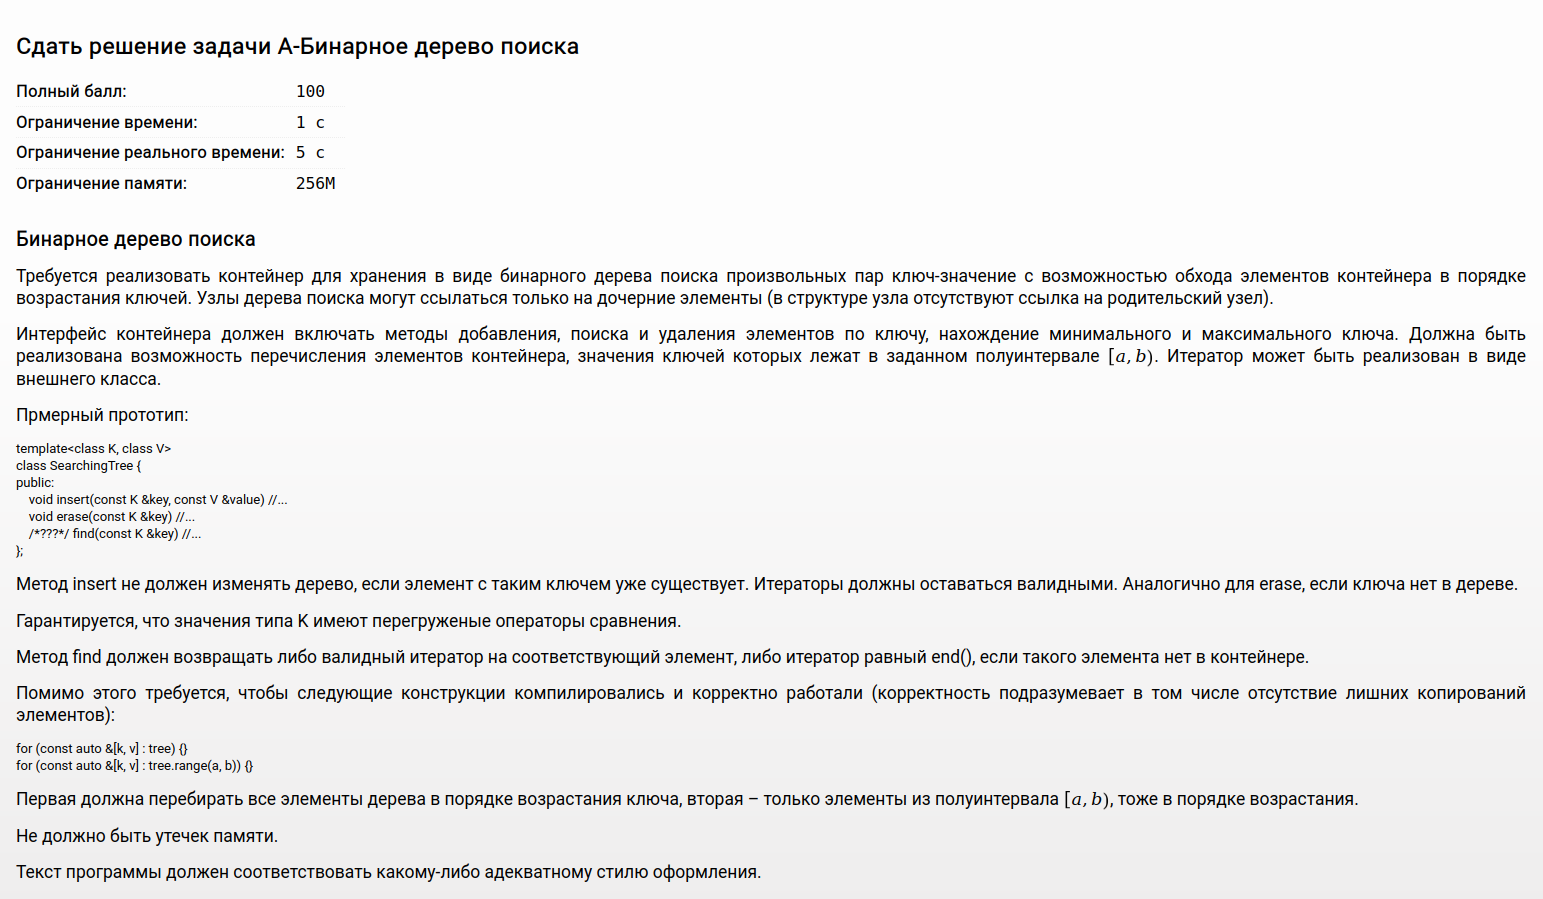 Сдать решение задачи A-Бинарное дерево поиска
Полный балл: 100
Ограничение времени: 1 с
Ограничение реального времени: 5 с
Ограничение памяти: 256M
Бинарное дерево поиска
Требуется реализовать контейнер для хранения в виде бинарного дерева поиска произвольных пар ключ-значение с возможностью обхода элементов контейнера в порядке
возрастания ключей. Узлы дерева поиска могут ссылаться только на дочерние элементы (в структуре узла отсутствуют ссылка на родительский узел).
Интерфейс контейнера должен включать методы добавления, поиска и удаления элементов по ключу, нахождение минимального и максимального ключа. Должна быть
реализована возможность перечисления элементов контейнера, значения ключей которых лежат в заданном полуинтервале [a, b). Итератор может быть реализован в виде
внешнего класса.
Прмерный прототип:
template<class K, class V>
class SearchingTree {
public:
    void insert(const K &key, const V &value) //...
    void erase(const K &key) //...
    /*???*/ find(const K &key) //...
};
Метод insert не должен изменять дерево, если элемент с таким ключем уже существует. Итераторы должны оставаться валидными. Аналогично для erase, если ключа нет в дереве.
Гарантируется, что значения типа K имеют перегруженые операторы сравнения.
Метод find должен возвращать либо валидный итератор на соответствующий элемент, либо итератор равный end(), если такого элемента нет в контейнере.
Помимо этого требуется, чтобы следующие конструкции компилировались и корректно работали (корректность подразумевает в том числе отсутствие лишних копирований
элементов):
for (const auto &[k, v] : tree) {}
for (const auto &[k, v] : tree.range(a, b)) {}
Первая должна перебирать все элементы дерева в порядке возрастания ключа, вторая – только элементы из полуинтервала [a, b), тоже в порядке возрастания.
Не должно быть утечек памяти.
Текст программы должен соответствовать какому-либо адекватному стилю оформления.